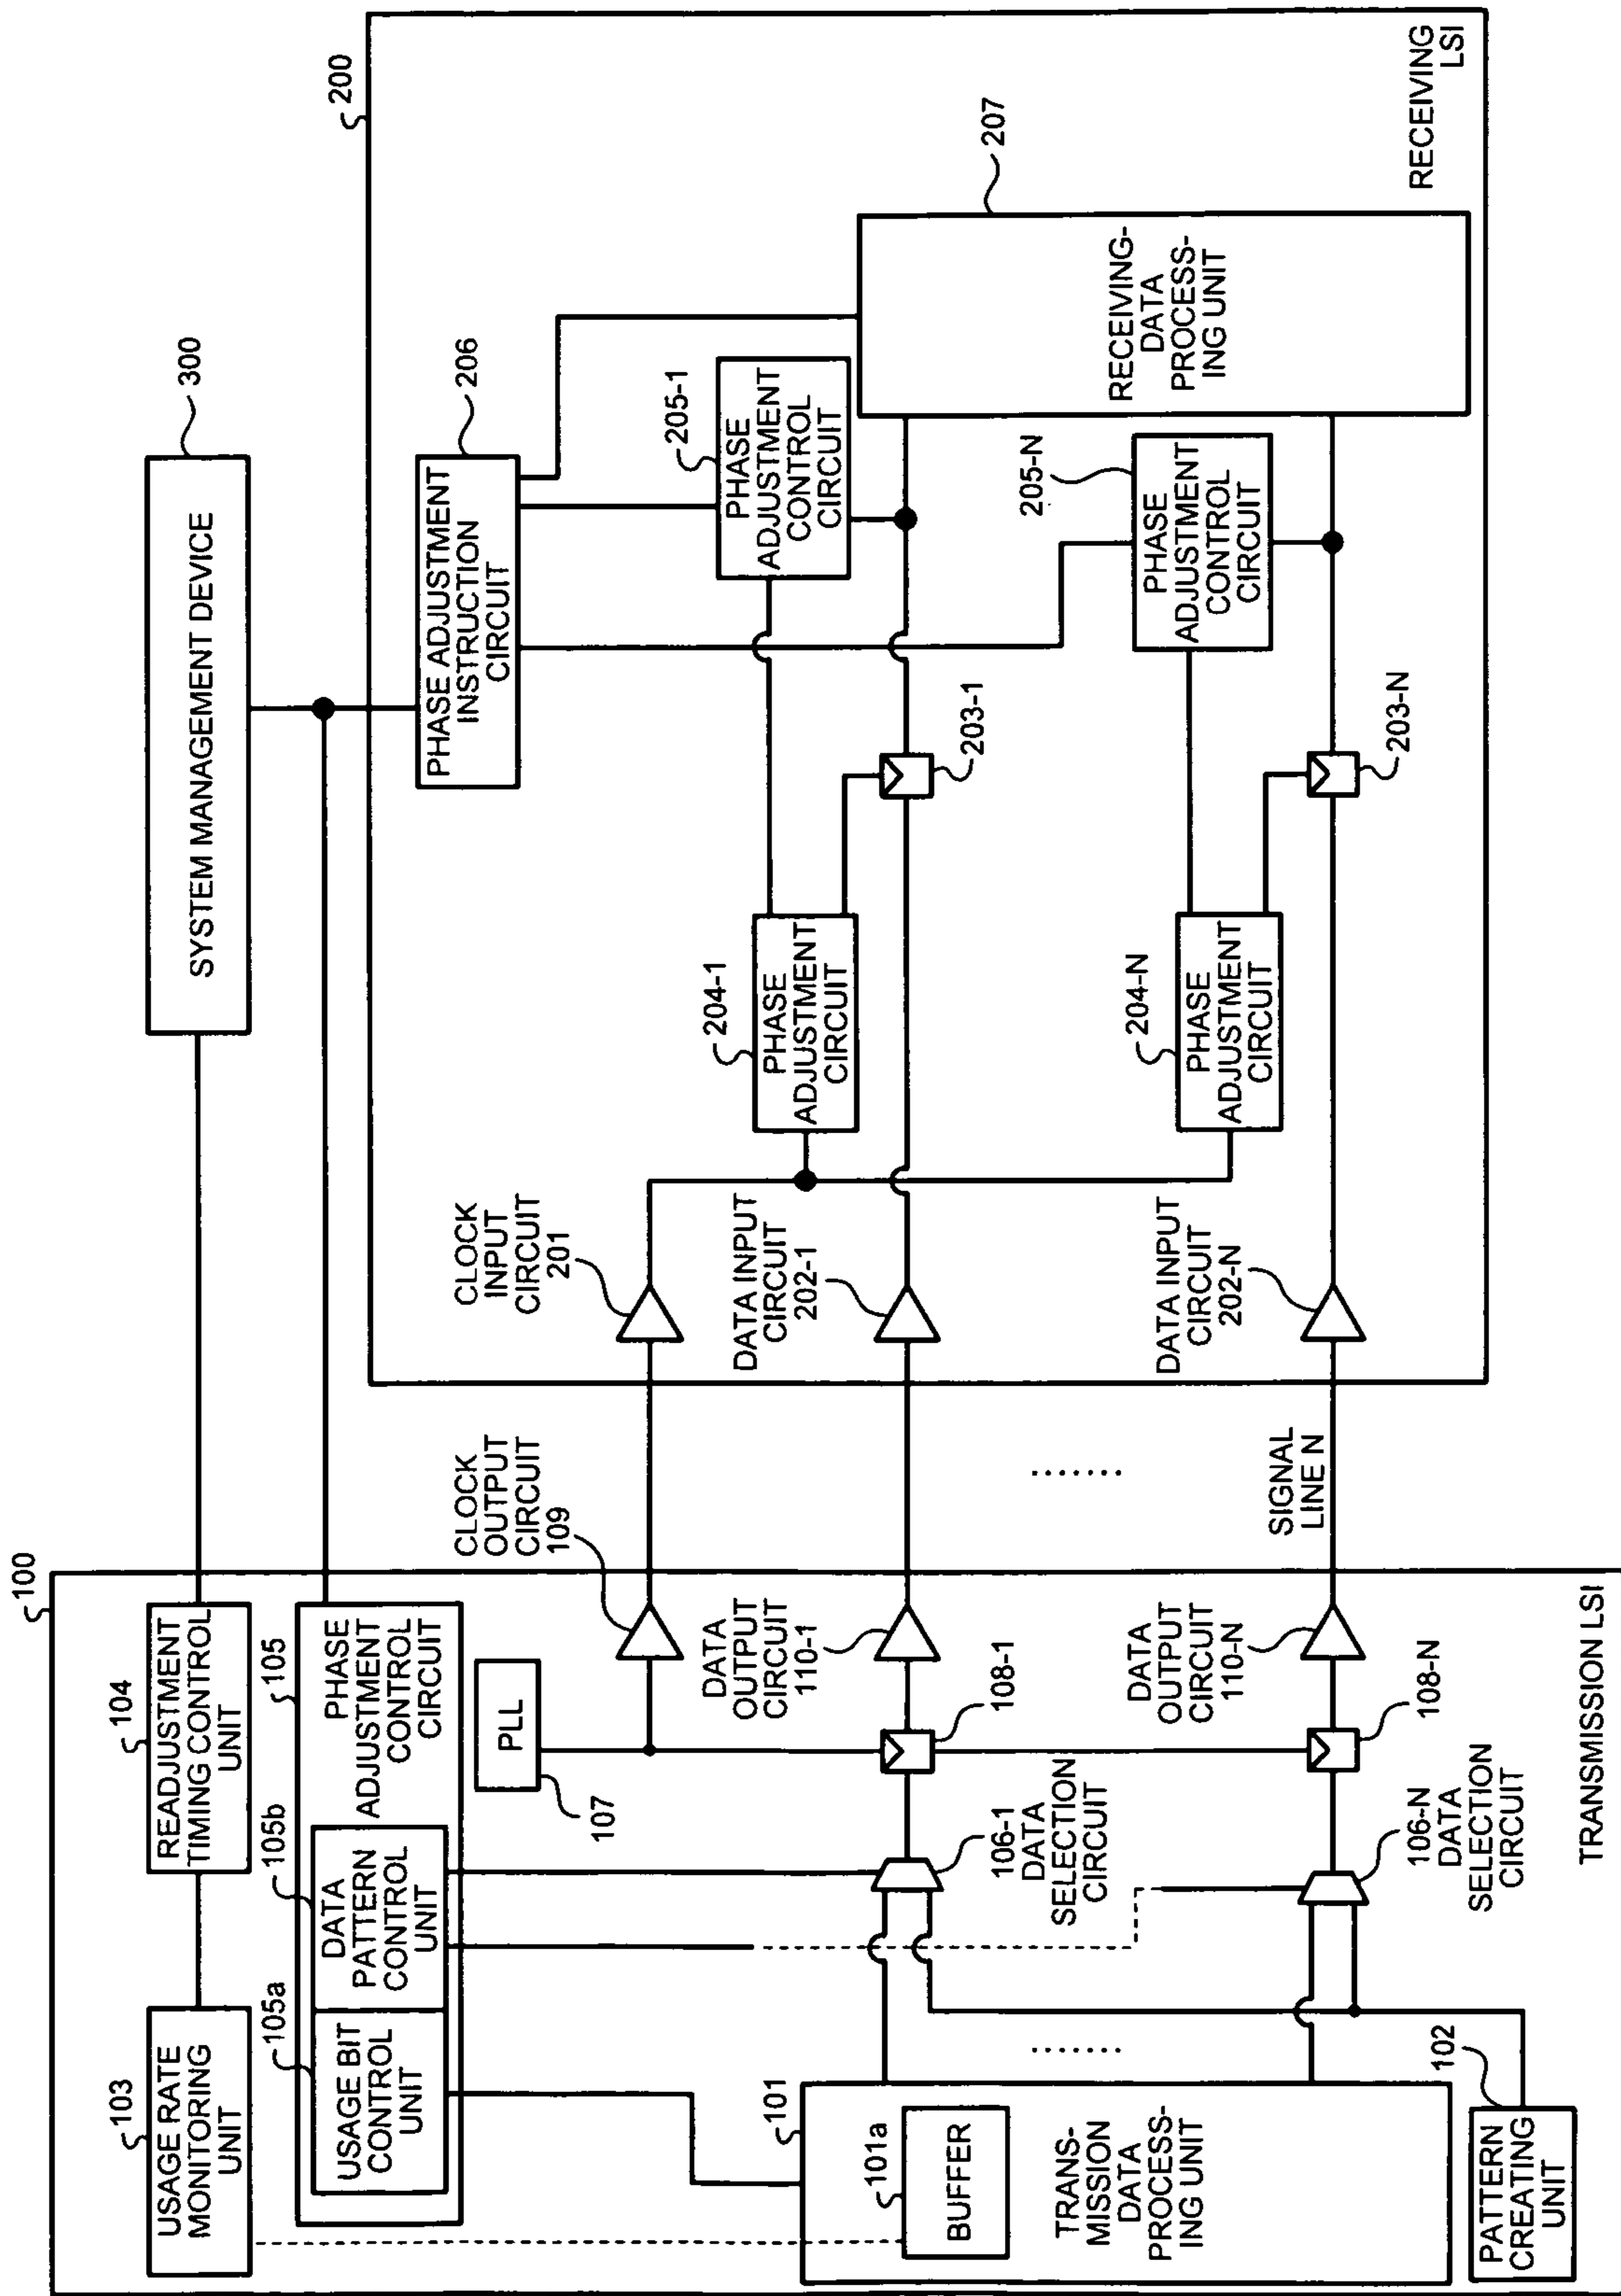 100
103
USAGE RATE
MONITORING
UNIT
104
READJUSTMENT
TIMING CONTROL
UNIT
300
SYSTEM MANAGEMENT DEVICE
105
PHASE
ADJUSTMENT
CONTROL
CIRCUIT
105a
USAGE BIT
CONTROL
UNIT
105b
DATA
PATTERN
CONTROL
UNIT
PLL
107
CLOCK
OUTPUT
CIRCUIT
109
DATA
OUTPUT
CIRCUIT
110-1
108-1
106-1 DATA
SELECTION
CIRCUIT
101
101a
BUFFER
TRANS-
MISSION
DATA
PROCESS-
ING UNIT
DATA
OUTPUT
CIRCUIT
110-N
108-N
106-N DATA
SELECTION
CIRCUIT
102
PATTERN
CREATING
UNIT
TRANSMISSION LSI
.......
.......
SIGNAL
LINE N
200
CLOCK
INPUT
CIRCUIT
201
DATA INPUT
CIRCUIT
202-1
DATA INPUT
CIRCUIT
202-N
206
PHASE ADJUSTMENT
INSTRUCTION
CIRCUIT
204-1
PHASE
ADJUSTMENT
CIRCUIT
205-1
PHASE
ADJUSTMENT
CONTROL
CIRCUIT
203-1
204-N
PHASE
ADJUSTMENT
CIRCUIT
205-N
PHASE
ADJUSTMENT
CONTROL
CIRCUIT
203-N
207
RECEIVING-
DATA
PROCESS-
ING UNIT
RECEIVING
LSI